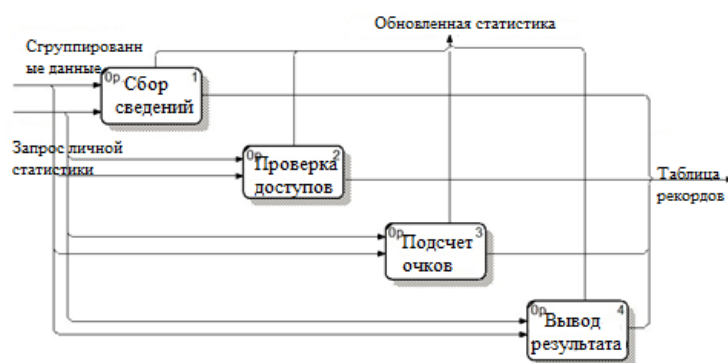 Обновленная статистика
Сгруппированн
ые данные
0р.
1
Сбор
сведений
Запрос личной
статистики
0р.
2
Проверка
доступов
Таблица
рекордов
0р.
3
Подсчет
очков
0р.
4
Вывод
результата